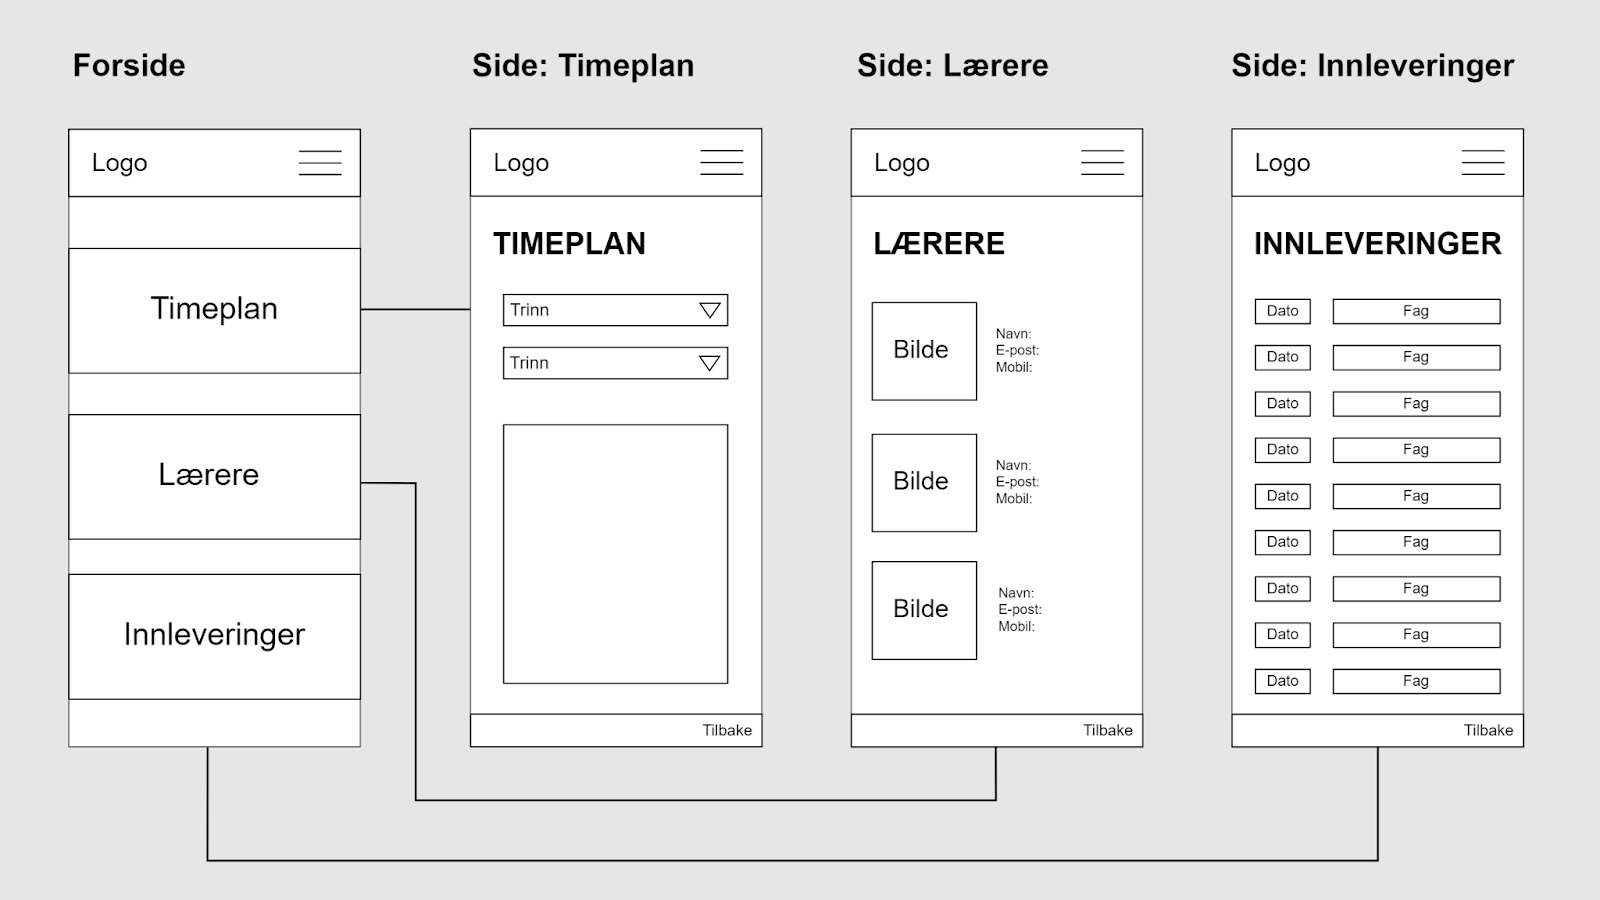 Forside
Side: Timeplan
Side: Lærere
Side: Innleveringer
Logo
Timeplan
Lærere
Innleveringer
Logo
TIMEPLAN
Trinn
Trinn
Tilbake
Logo
LÆRERE
Bilde
Navn:
E-post:
Mobil:
Bilde
Navn:
E-post:
Mobil:
Bilde
Navn:
E-post:
Mobil:
Tilbake
Logo
INNLEVERINGER
Dato Fag
Dato Fag
Dato Fag
Dato Fag
Dato Fag
Dato Fag
Dato Fag
Dato Fag
Dato Fag
Tilbake